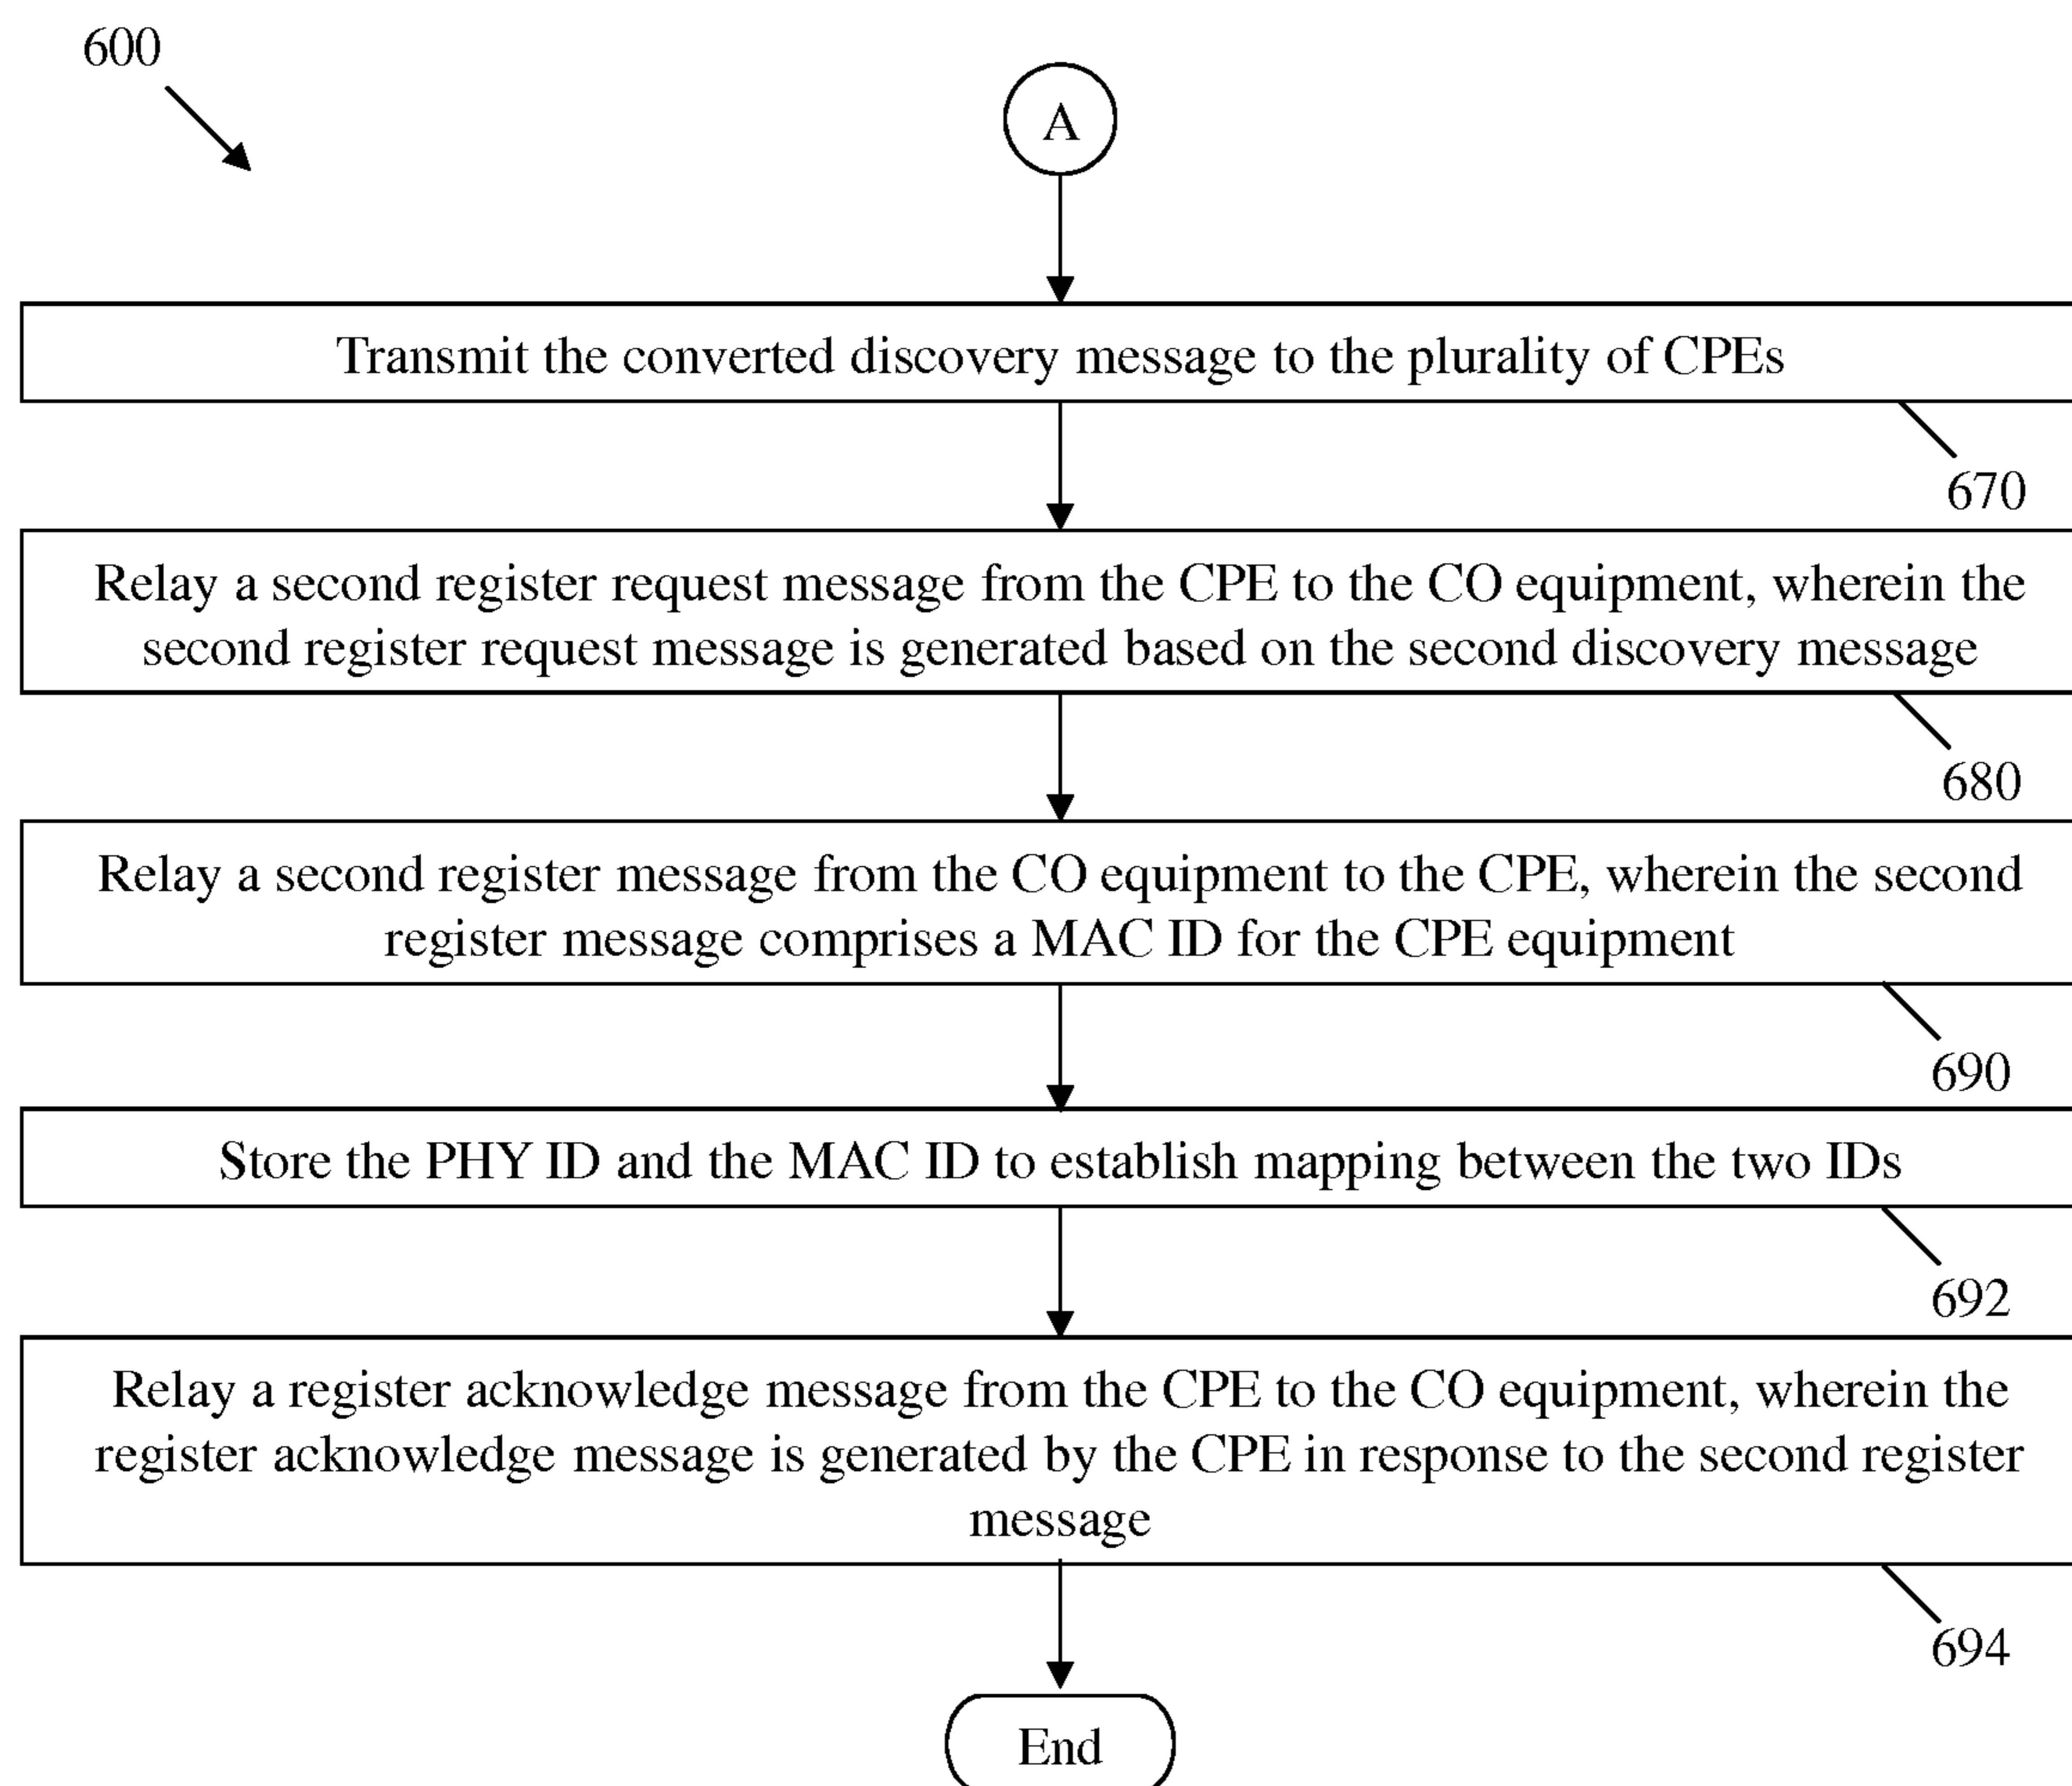 600
A
Transmit the converted discovery message to the plurality of CPEs
670
Relay a second register request message from the CPE to the CO equipment, wherein the
second register request message is generated based on the second discovery message
680
Relay a second register message from the CO equipment to the CPE, wherein the second
register message comprises a MAC ID for the CPE equipment
690
Store the PHY ID and the MAC ID to establish mapping between the two IDs
692
Relay a register acknowledge message from the CPE to the CO equipment, wherein the
register acknowledge message is generated by the CPE in response to the second register
message
694
End